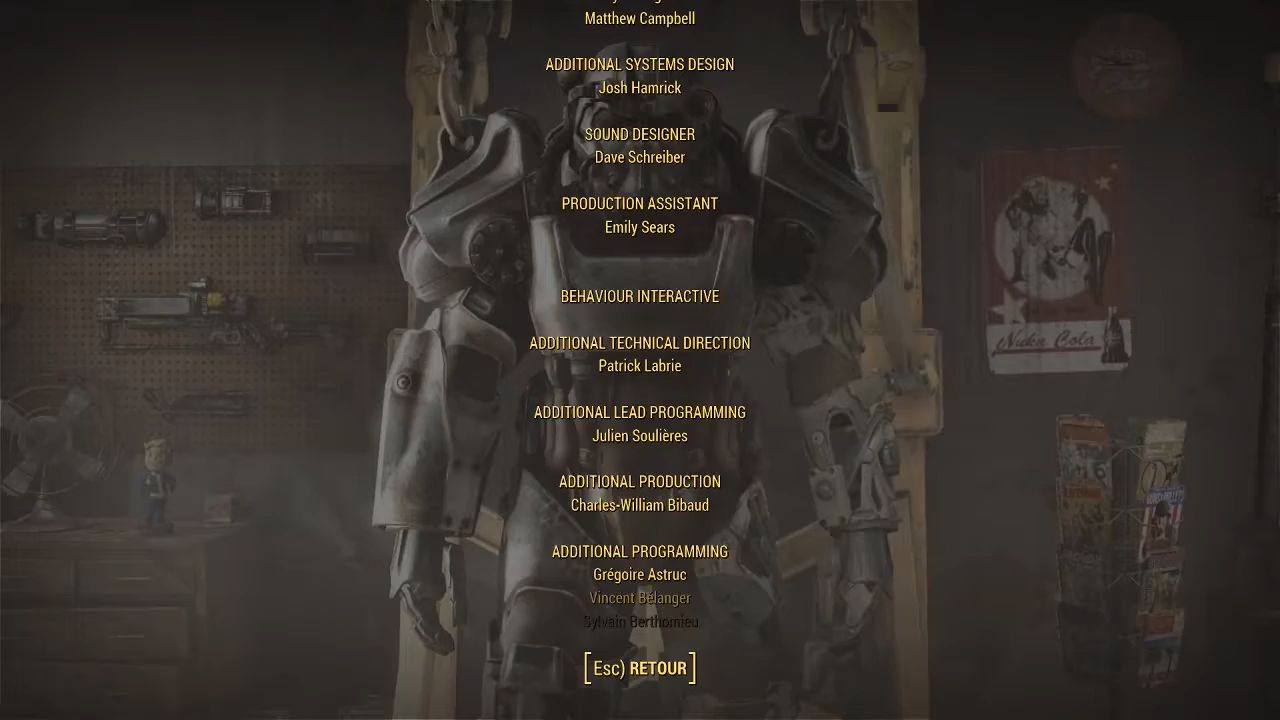 Matthew Campbell
ADDITIONAL SYSTEMS DESIGN
Josh Hamrick
SOUND DESIGNER
Dave Schreiber
PRODUCTION ASSISTANT
Emily Sears
BEHAVIOUR INTERACTIVE
ADDITIONAL TECHNICAL DIRECTION
Patrick Labrie
Nuka Cola
ADDITIONAL LEAD PROGRAMMING
Julien Soulières
ADDITIONAL PRODUCTION
Charles-William Bibaud
ADDITIONAL PROGRAMMING
Grégoire Astruc
Vincent Bélanger
Sylvain Berthomieu
[Esc) RETOUR]